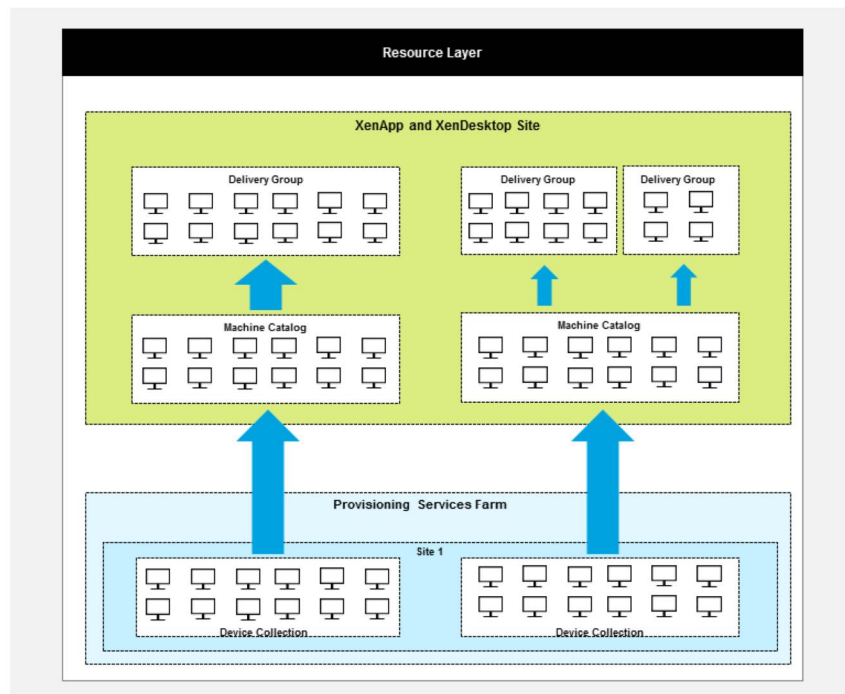 Resource Layer
XenApp and XenDesktop Site
Delivery Group
Delivery Group
Delivery Group
Machine Catalog
Machine Catalog
Provisioning Services Farm
Site 1
Device Collection
Device Collection